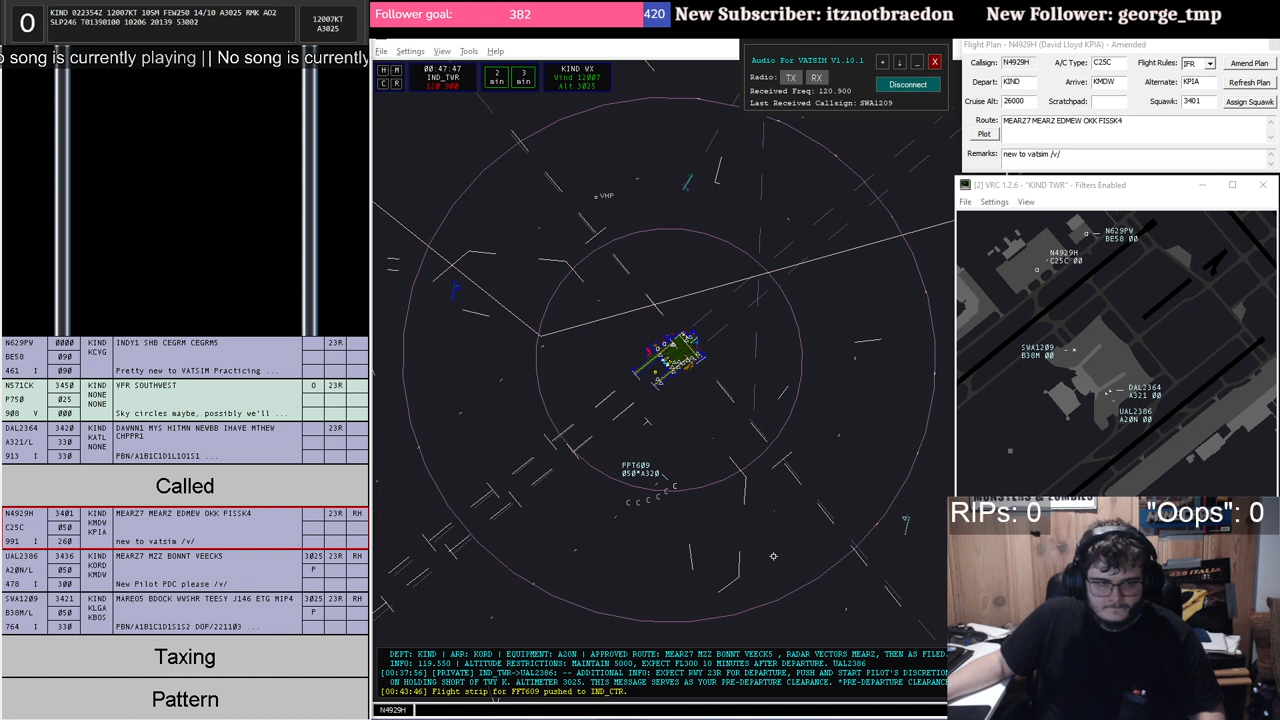 0
KIND 022354Z 12007KT 10SM FEW250 14/10 A3025 RMK AO2
SLP246 T01390100 10206 20139 53002
12007KT
A3025
o song is currently playing || No song is currently
N629PW 0000 KIND INDY1 SHB CEGRM CEGRM5 23R
BE58 090 KCVG
461 I 090 Pretty new to VATSIM Practicing ...
N571CK 3450 KIND VFR SOUTHWEST O 23R
P750 025 NONE
908 V 000 NONE Sky circles maybe, possibly we'll ...
DAL2364 3420 KIND DAWNN1 MYS HITMN NEWBB IHAVE MTHEW 23R
A321/L 330 KATL CHPPR1
NONE
913 I 330 PBN/A1B1C1D1L1O1S1 ...
Called
N4929H 3401 KIND MEARZ7 MEARZ EDMEW OKK FISSK4 23R RH
C25C 050 KMDW
991 I 260 KPIA new to vatsim /v/
UAL2386 3436 KIND MEARZ7 MZZ BONNT VEECK5 3025 23R RH
A20N/L 050 KORD P
478 I 300 KMDW New Pilot PDC please /v/
SWA1209 3421 KIND MAREO5 BDOCK WWSHR TEESY J146 ETG MIP4 3025 23R RH
B38M/L 050 KLGA P
764 I 330 KBOS PBN/A1B1C1D1S1S2 DOF/221103 ...
Taxing
Pattern
Follower goal: 382 420 New Subscriber: itznotbraedon New Follower: george_tmp
File Settings View Tools Help
H M
C R
00:47:47
IND_TWR
120.900
2
min
3
min
KIND WX
Wind 12007
Alt 3025
Audio For VATSIM V1.10.1
+ ↓ _ X
Radio: TX RX
Received Freq: 120.900
Last Received Callsign: SWA1209
Disconnect
VHP
FFT609
050*A320
C
C C C C C
DEPT: KIND | ARR: KORD | EQUIPMENT: A20N | APPROVED ROUTE: MEARZ7 MZZ BONNT VEECK5 , RADAR VECTORS MEARZ, THEN AS FILED.
INFO: 119.550 | ALTITUDE RESTRICTIONS: MAINTAIN 5000, EXPECT FL300 10 MINUTES AFTER DEPARTURE. UAL2386
[00:37:56] [PRIVATE] IND_TWR->UAL2386: -- ADDITIONAL INFO: EXPECT RWY 23R FOR DEPARTURE, PUSH AND START PILOT'S DISCRETION
ON HOLDING SHORT OF TWY K. ALTIMETER 3025. THIS MESSAGE SERVES AS YOUR PRE-DEPARTURE CLEARANCE. *PRE-DEPARTURE CLEARANCE
[00:43:46] Flight strip for FFT609 pushed to IND_CTR.
N4929H
Flight Plan - N4929H (David Lloyd KPIA) - Amended
Callsign: N4929H A/C Type: C25C Flight Rules: IFR Amend Plan
Depart: KIND Arrive: KMDW Alternate: KPIA Refresh Plan
Cruise Alt: 26000 Scratchpad: Squawk: 3401 Assign Squawk
Route: MEARZ7 MEARZ EDMEW OKK FISSK4
Plot
Remarks: new to vatsim /v/
[2] VRC 1.2.6 - "KIND TWR" - Filters Enabled
File Settings View
N629PW
BE58 00
N4929H
C25C 00
SWA1209
B38M 00
DAL2364
A321 00
UAL2386
A20N 00
RIPs: 0 "Oops": 0